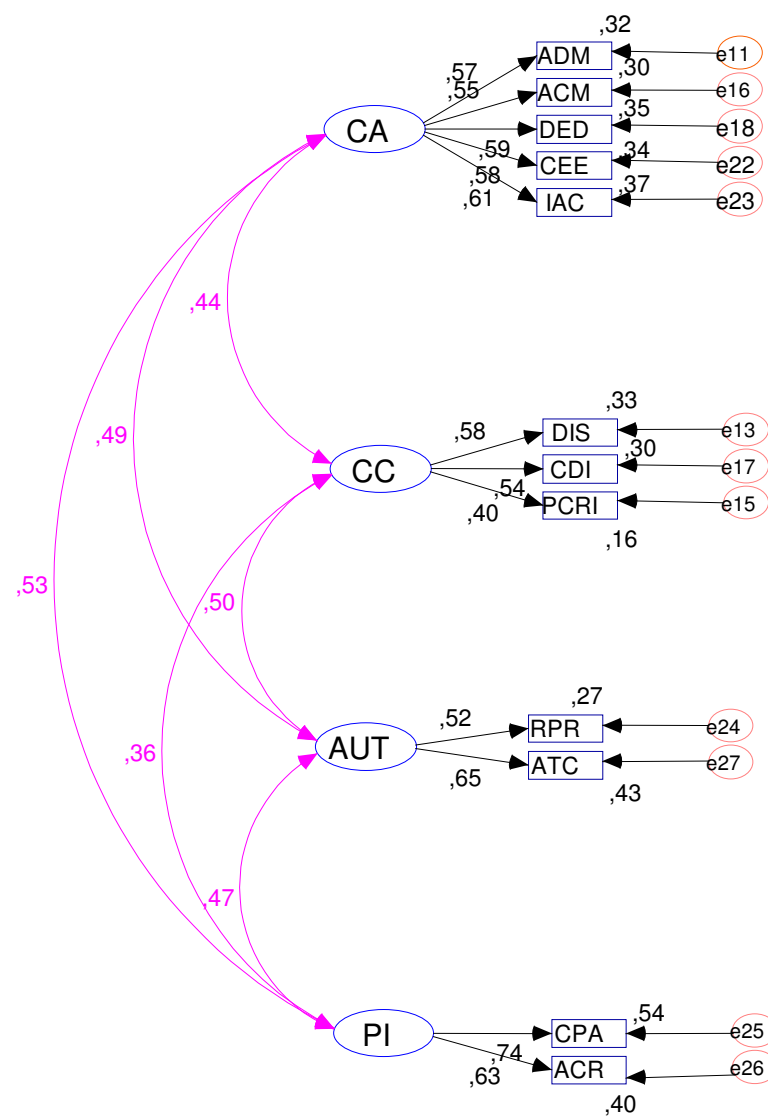 ,32
ADM
e11
,57
,30
,55
ACM
e16
,35
CA
DED
e18
,59
,34
CEE
e22
,58
,37
,61
IAC
e23
,44
,33
,49
,58
DIS
e13
,30
CC
CDI
e17
,54
,40
PCRI
e15
,16
,53
,50
,27
,52
RPR
e24
,36
AUT
ATC
e27
,65
,43
,47
,54
PI
CPA
e25
,74
,63
ACR
e26
,40